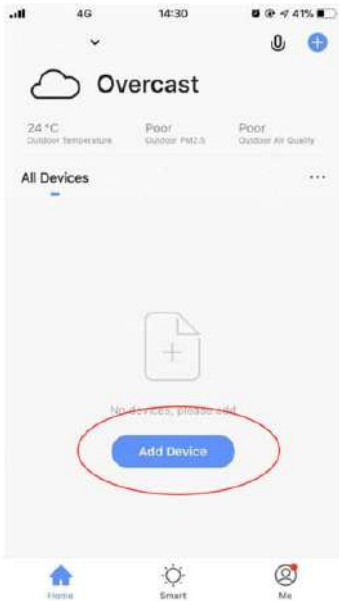 4G 14:30 41%
Overcast
24°C Poor Poor
Outdoor Temperature Outdoor PM2.5 Outdoor Air Quality
All Devices ...
No devices, please add
Add Device
Home Smart Me